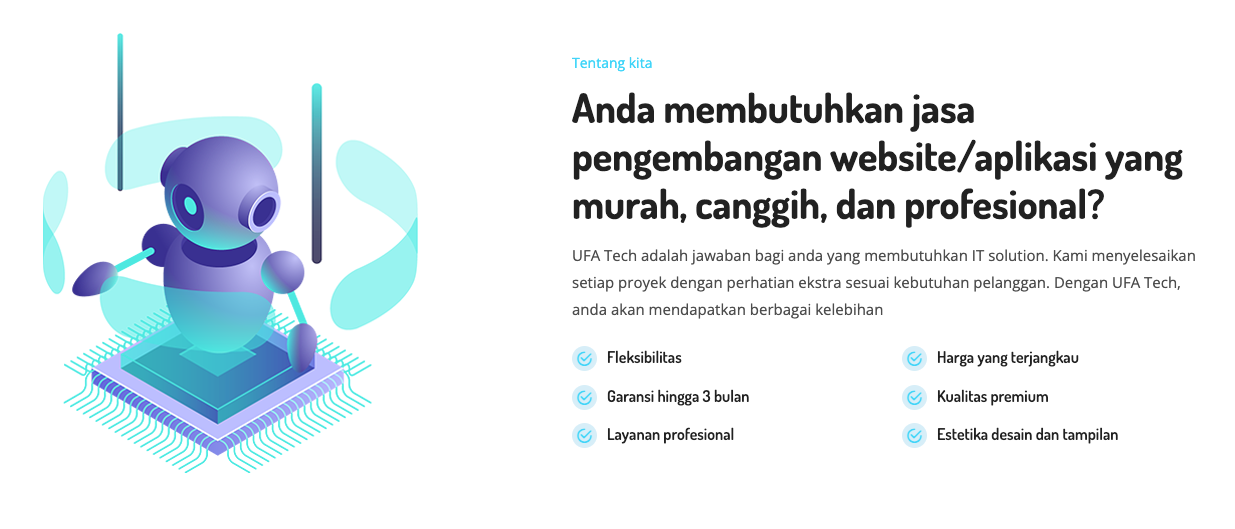 Tentang kita
Anda membutuhkan jasa
pengembangan website/aplikasi yang
murah, canggih, dan profesional?
UFA Tech adalah jawaban bagi anda yang membutuhkan IT solution. Kami menyelesaikan
setiap proyek dengan perhatian ekstra sesuai kebutuhan pelanggan. Dengan UFA Tech,
anda akan mendapatkan berbagai kelebihan
Fleksibilitas
Harga yang terjangkau
Garansi hingga 3 bulan
Kualitas premium
Layanan profesional
Estetika desain dan tampilan